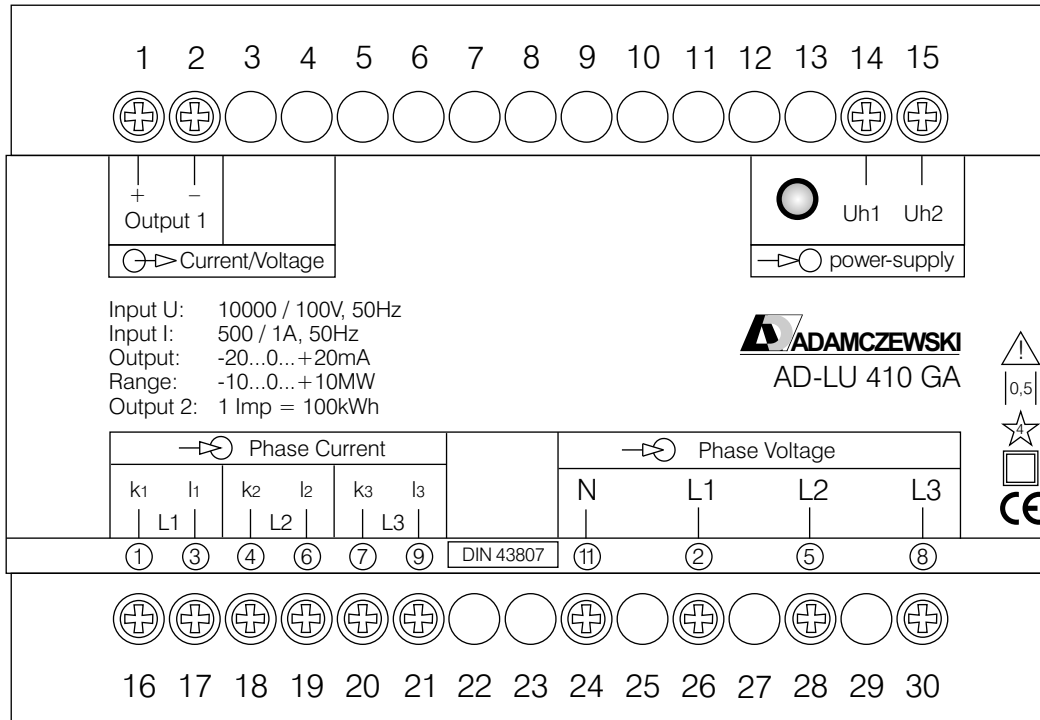 1 2 3 4 5 6 7 8 9 10 11 12 13 14 15
+ −
Output 1
Current/Voltage
Uh1 Uh2
power-supply
Input U: 10000 / 100V, 50Hz
Input I: 500 / 1A, 50Hz
Output: -20...0...+20mA
Range: -10...0...+10MW
Output 2: 1 Imp = 100kWh
AD ADAMCZEWSKI
AD-LU 410 GA
!
0,5
4
CE
Phase Current
k1 l1 k2 l2 k3 l3
L1 L2 L3
Phase Voltage
N L1 L2 L3
1 3 4 6 7 9 DIN 43807 11 2 5 8
16 17 18 19 20 21 22 23 24 25 26 27 28 29 30